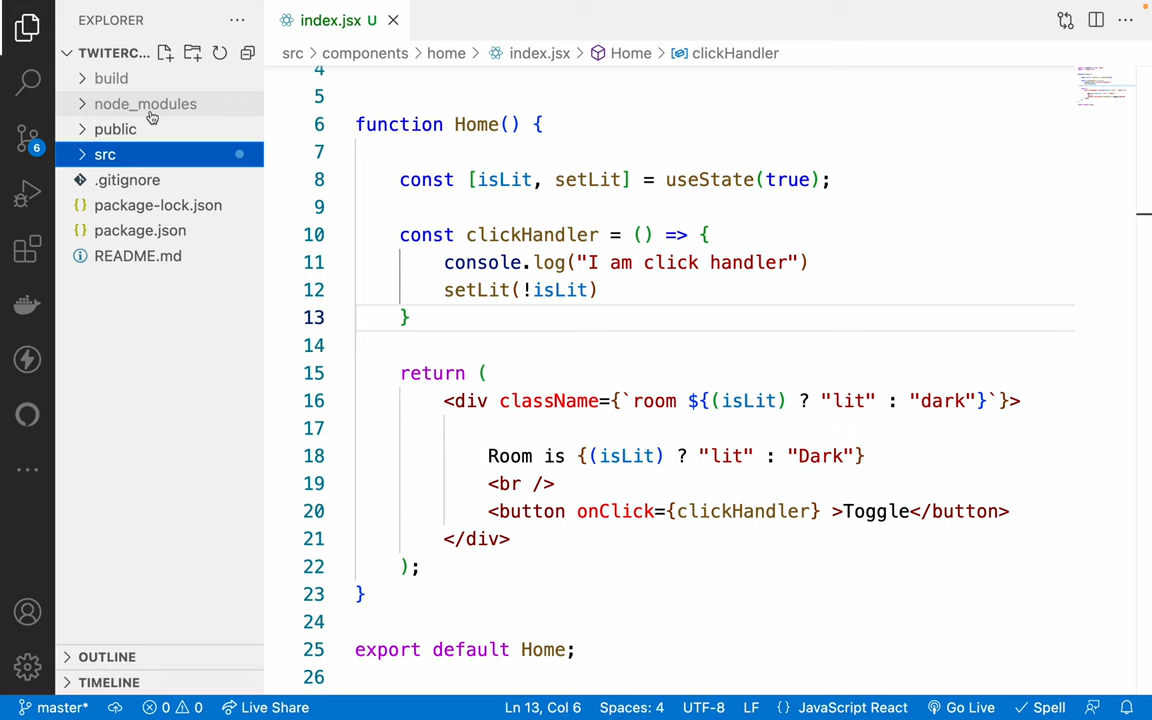 EXPLORER
TWITERC...
build
node_modules
public
src
.gitignore
package-lock.json
package.json
README.md
OUTLINE
TIMELINE
6
index.jsx U
src > components > home > index.jsx > Home > clickHandler
4
5
6 function Home() {
7
8 const [isLit, setLit] = useState(true);
9
10 const clickHandler = () => {
11 console.log("I am click handler")
12 setLit(!isLit)
13 }
14
15 return (
16 <div className={`room ${(isLit) ? "lit" : "dark"}`}>
17
18 Room is {(isLit) ? "lit" : "Dark"}
19 <br />
20 <button onClick={clickHandler} >Toggle</button>
21 </div>
22 );
23 }
24
25 export default Home;
26
master* 0 0 Live Share Ln 13, Col 6 Spaces: 4 UTF-8 LF {} JavaScript React Go Live Spell